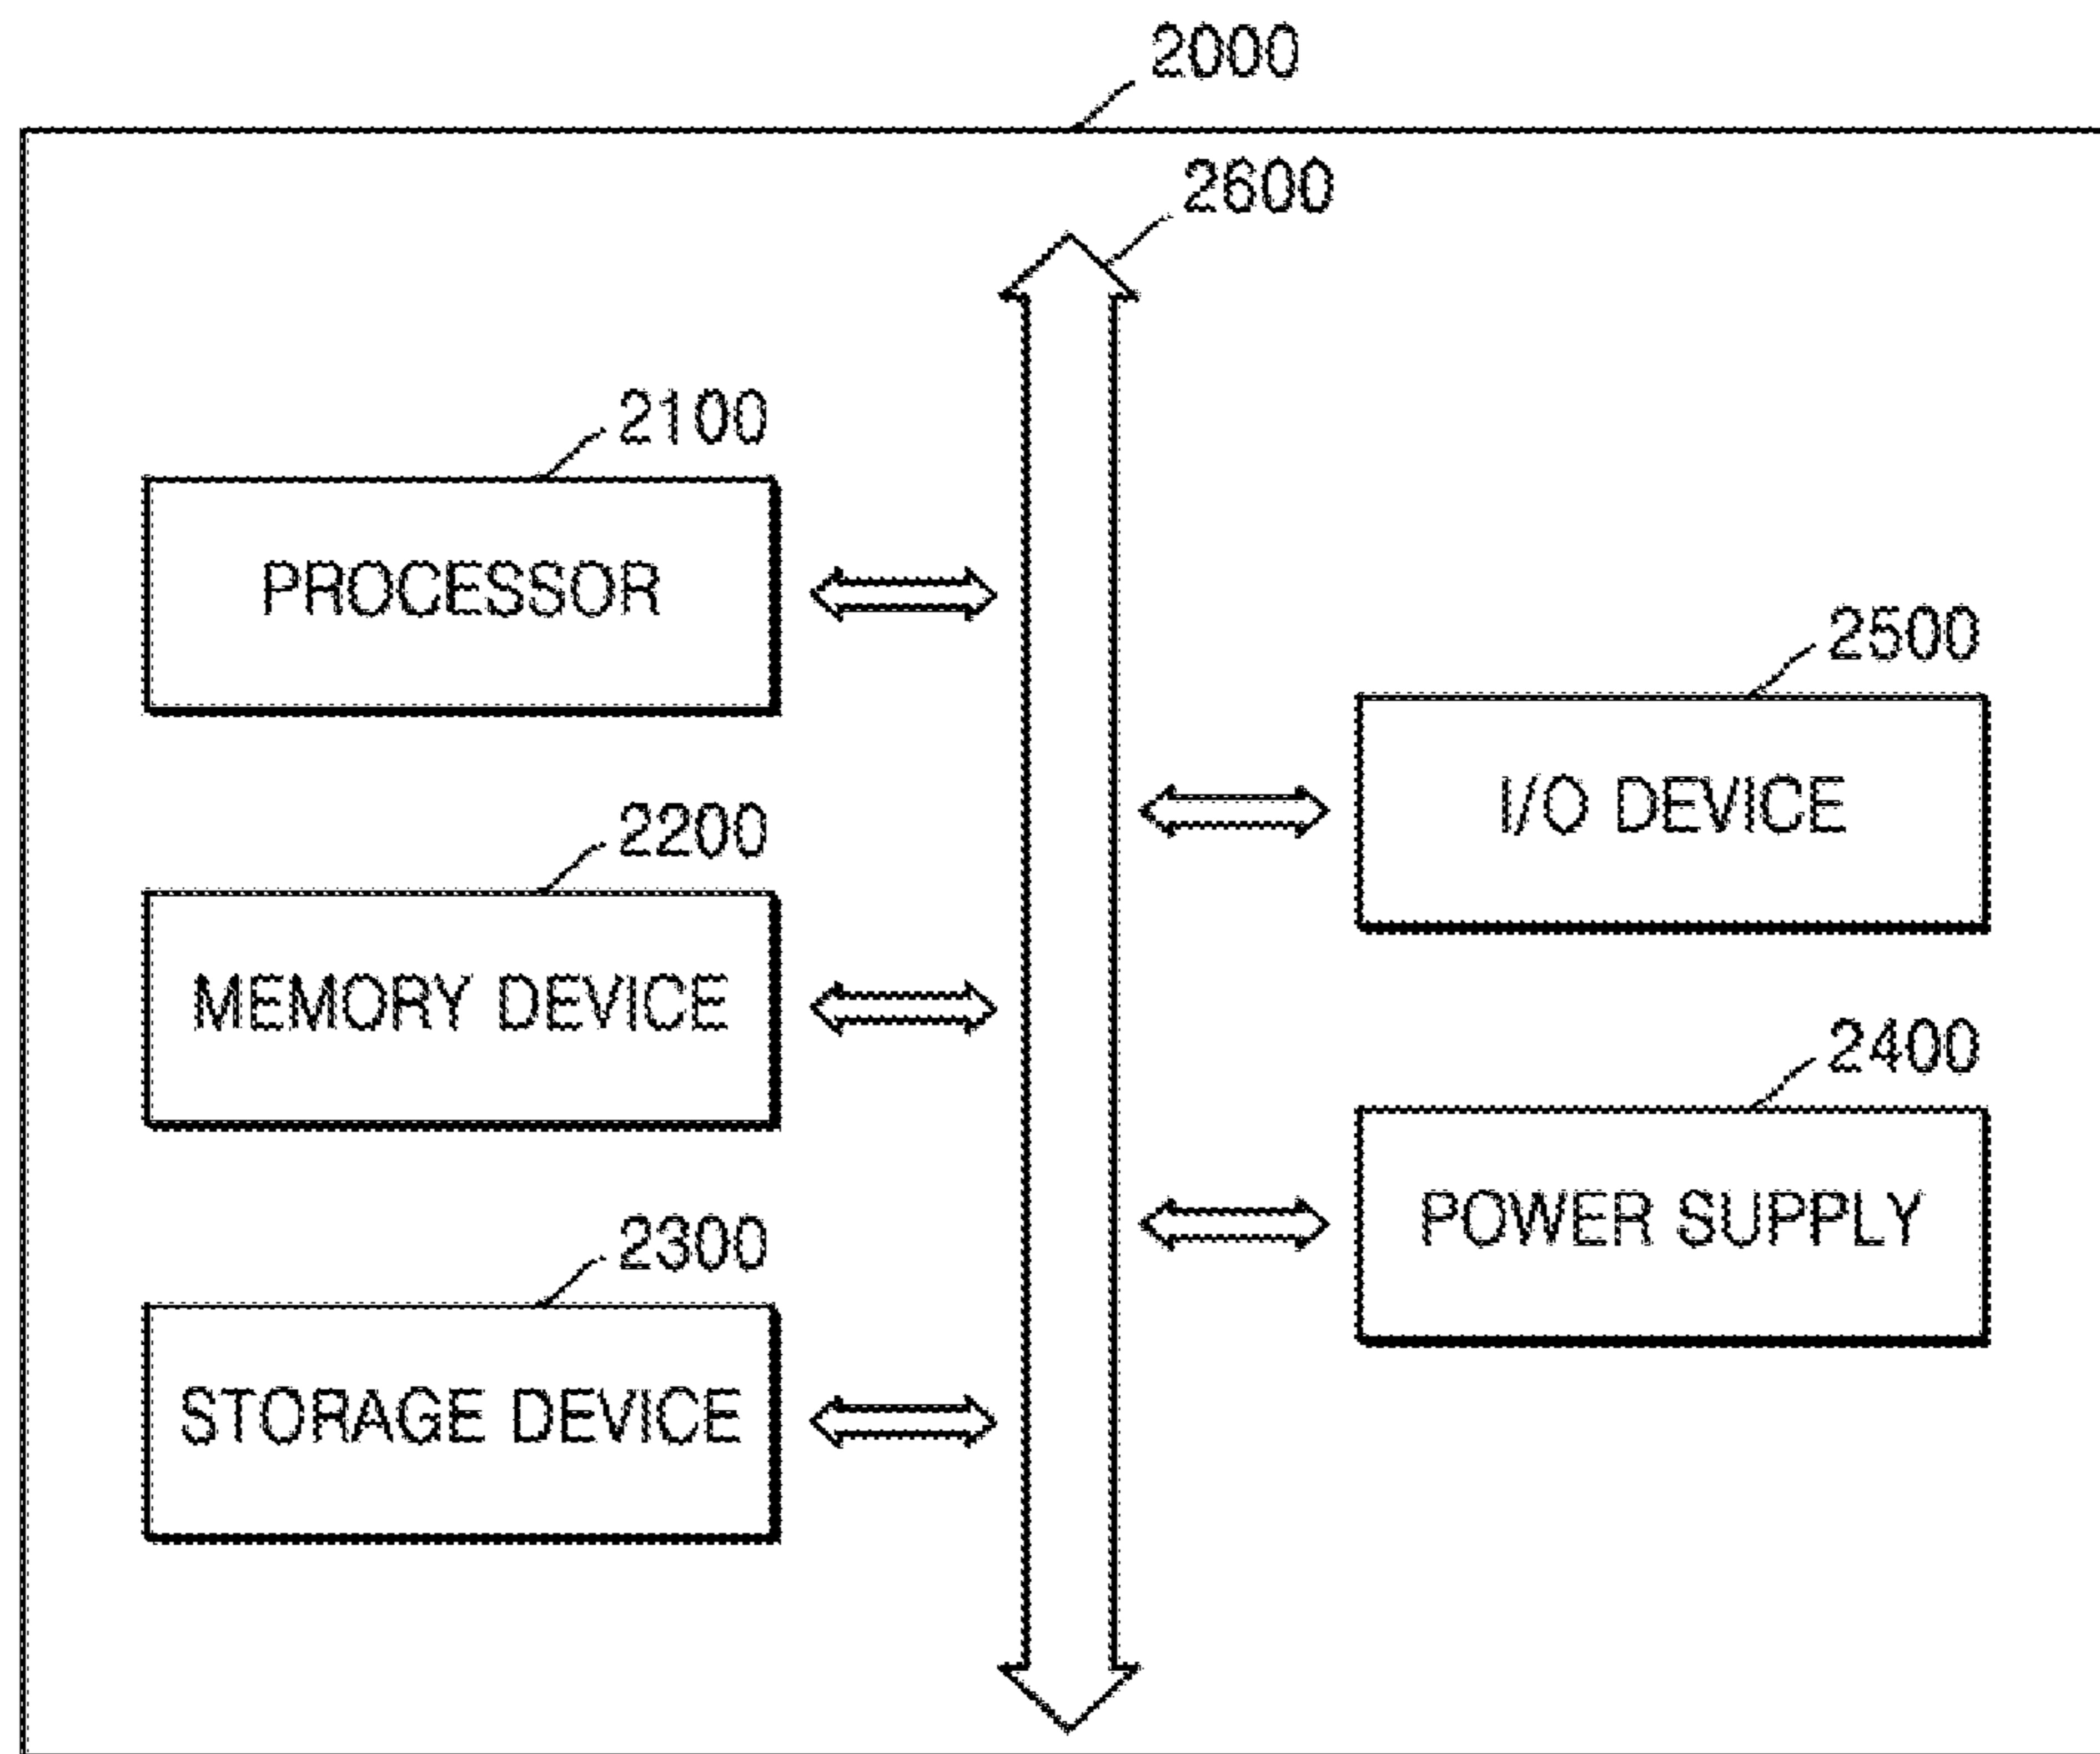 2000
2600
2100
PROCESSOR
2500
I/O DEVICE
2200
MEMORY DEVICE
2400
POWER SUPPLY
2300
STORAGE DEVICE